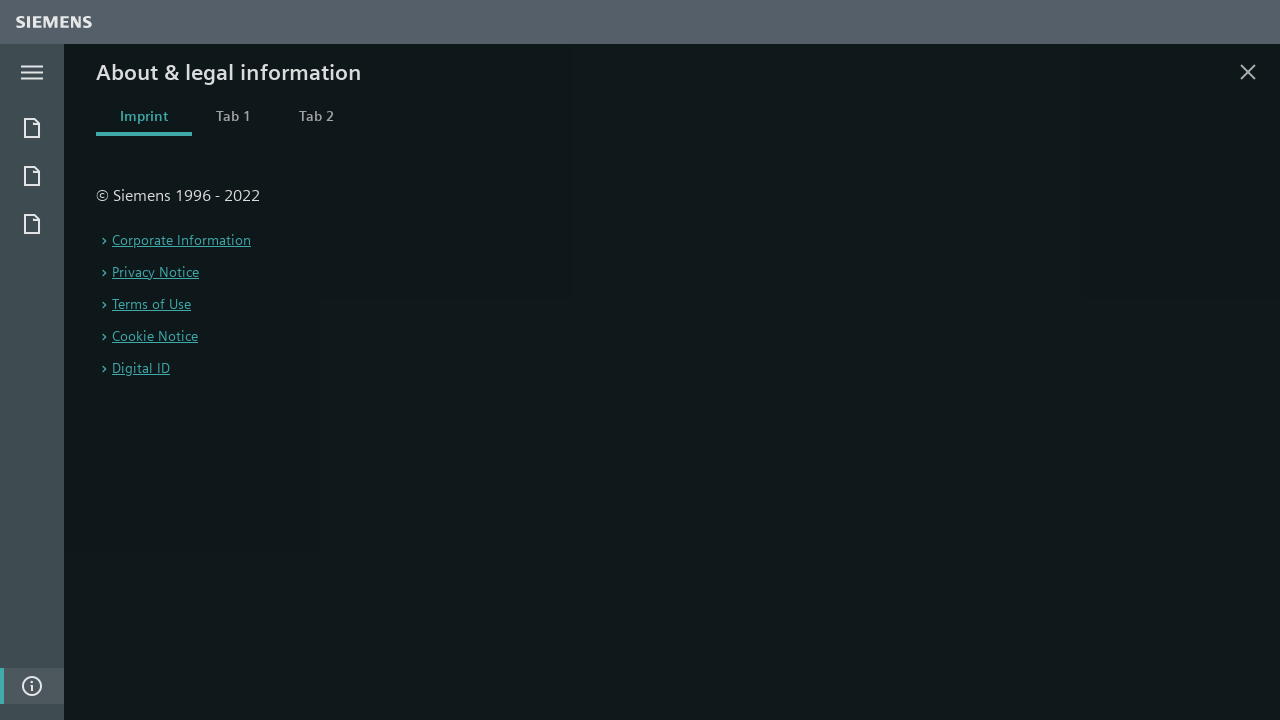 SIEMENS
About & legal information
Imprint Tab 1 Tab 2
© Siemens 1996 - 2022
Corporate Information
Privacy Notice
Terms of Use
Cookie Notice
Digital ID